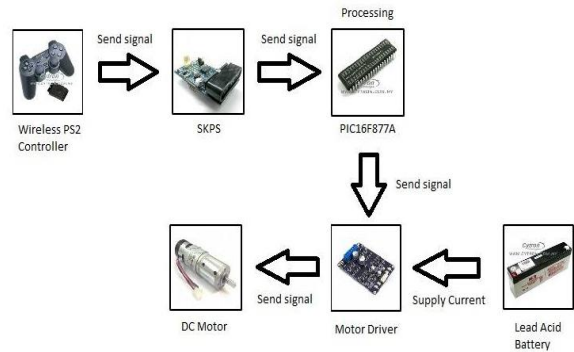 Processing
Send signal
Send signal
Wireless PS2
Controller
SKPS
PIC16F877A
Send signal
Send signal
Supply Current
DC Motor
Motor Driver
Lead Acid
Battery